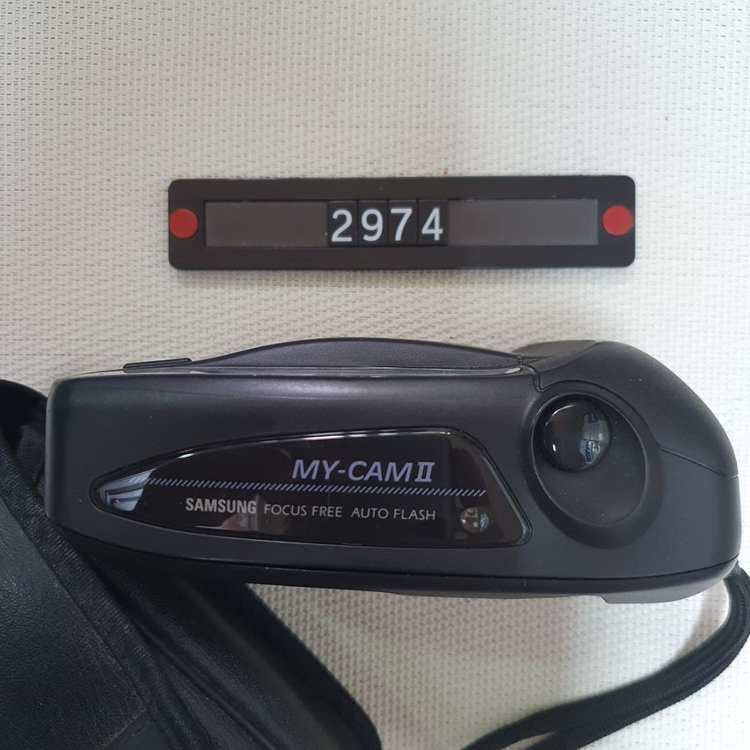 2974
MY-CAM II
SAMSUNG FOCUS FREE AUTO FLASH